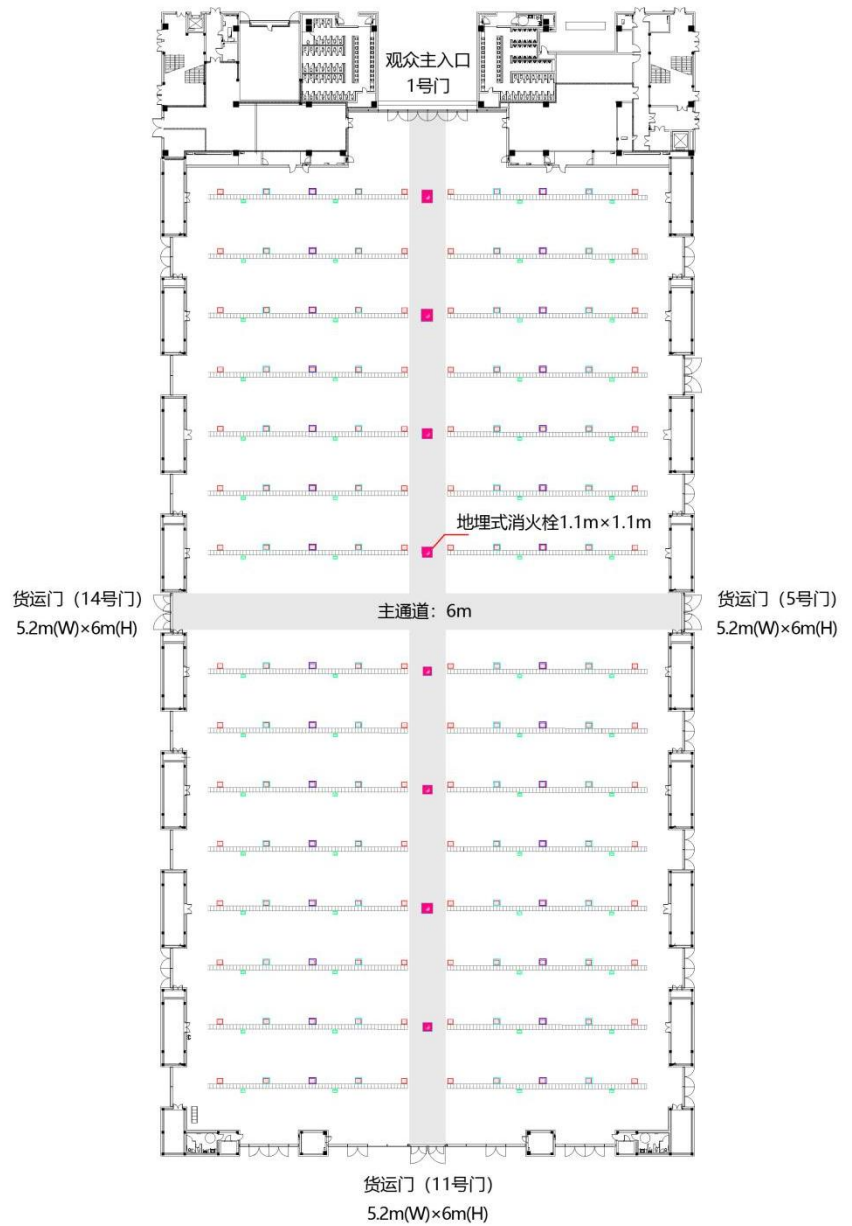 观众主入口
1号门
地埋式消火栓1.1m×1.1m
货运门（14号门）
5.2m(W)×6m(H)
主通道：6m
货运门（5号门）
5.2m(W)×6m(H)
货运门（11号门）
5.2m(W)×6m(H)